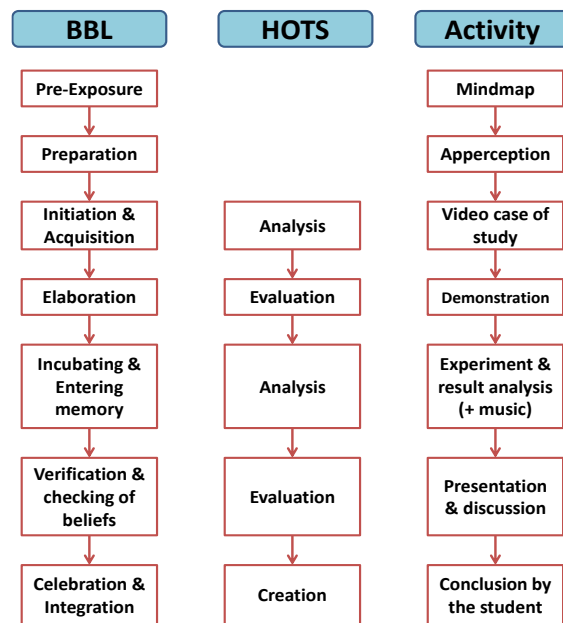 BBL
HOTS
Activity
Pre-Exposure
Mindmap
Preparation
Apperception
Initiation &
Acquisition
Analysis
Video case of
study
Elaboration
Evaluation
Demonstration
Incubating &
Entering
memory
Analysis
Experiment &
result analysis
(+ music)
Verification &
checking of
beliefs
Evaluation
Presentation
& discussion
Celebration &
Integration
Creation
Conclusion by
the student